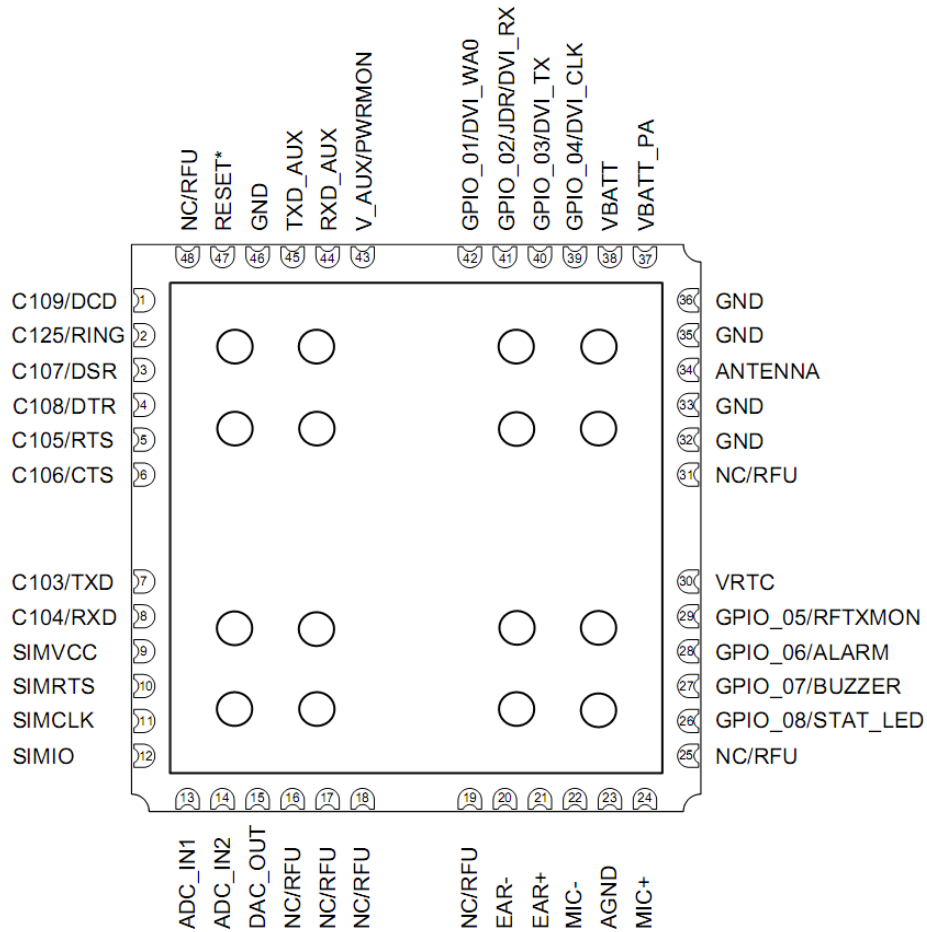 NC/RFU
RESET*
GND
TXD_AUX
RXD_AUX
V_AUX/PWRMON
GPIO_01/DVI_WA0
GPIO_02/JDR/DVI_RX
GPIO_03/DVI_TX
GPIO_04/DVI_CLK
VBATT
VBATT_PA
48 47 46 45 44 43 42 41 40 39 38 37
C109/DCD 1 36 GND
C125/RING 2 35 GND
C107/DSR 3 34 ANTENNA
C108/DTR 4 33 GND
C105/RTS 5 32 GND
C106/CTS 6 31 NC/RFU
C103/TXD 7 30 VRTC
C104/RXD 8 29 GPIO_05/RFTXMON
SIMVCC 9 28 GPIO_06/ALARM
SIMRTS 10 27 GPIO_07/BUZZER
SIMCLK 11 26 GPIO_08/STAT_LED
SIMIO 12 25 NC/RFU
13 14 15 16 17 18 19 20 21 22 23 24
ADC_IN1
ADC_IN2
DAC_OUT
NC/RFU
NC/RFU
NC/RFU
NC/RFU
EAR-
EAR+
MIC-
AGND
MIC+